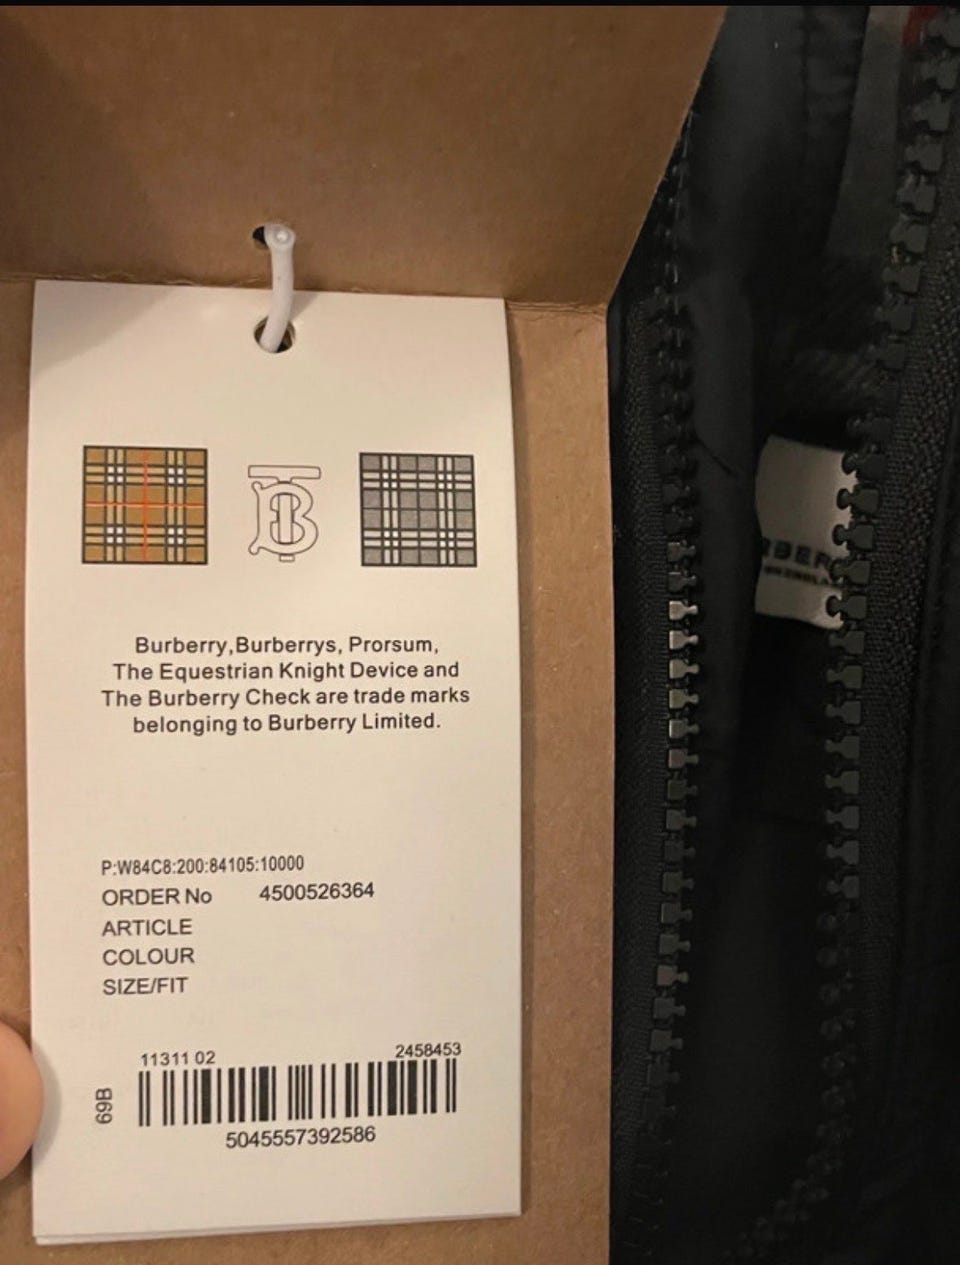 Burberry,Burberrys, Prorsum,
The Equestrian Knight Device and
The Burberry Check are trade marks
belonging to Burberry Limited.
P:W84C8:200:84105:10000
ORDER No 4500526364
ARTICLE
COLOUR
SIZE/FIT
11311 02 2458453
69B
5045557392586